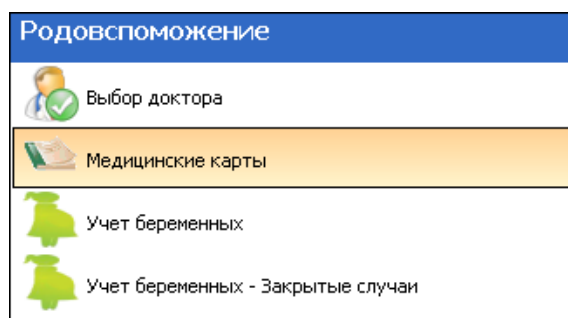 Родовспоможение
Выбор доктора
Медицинские карты
Учет беременных
Учет беременных - Закрытые случаи